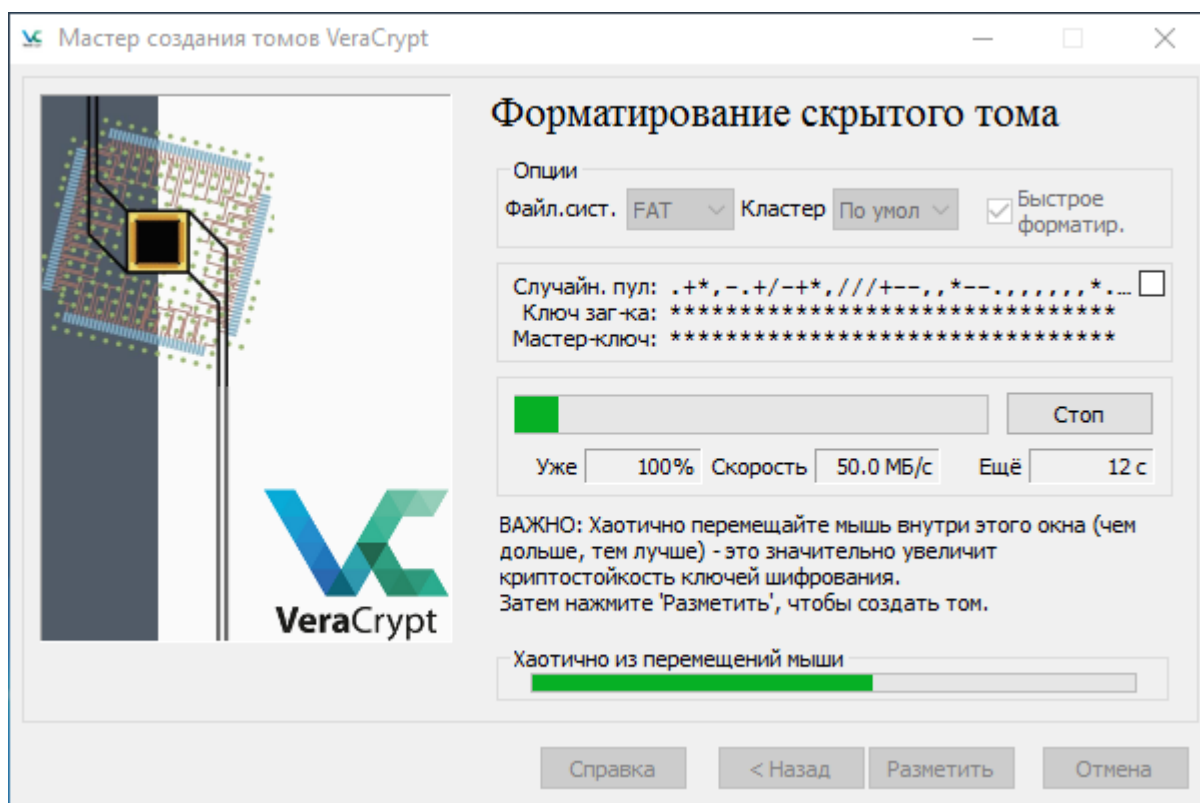 Мастер создания томов VeraCrypt
Форматирование скрытого тома
Опции
Файл.сист. FAT Кластер По умол Быстрое
форматир.
Случайн. пул: .+*,-.+/-+*,///+--,,*--.,,,,,,*....
Ключ заг-ка: ********************************
Мастер-ключ: ********************************
Стоп
Уже 100% Скорость 50.0 МБ/с Ещё 12 с
ВАЖНО: Хаотично перемещайте мышь внутри этого окна (чем
дольше, тем лучше) - это значительно увеличит
криптостойкость ключей шифрования.
Затем нажмите 'Разметить', чтобы создать том.
VeraCrypt
Хаотично из перемещений мыши
Справка < Назад Разметить Отмена